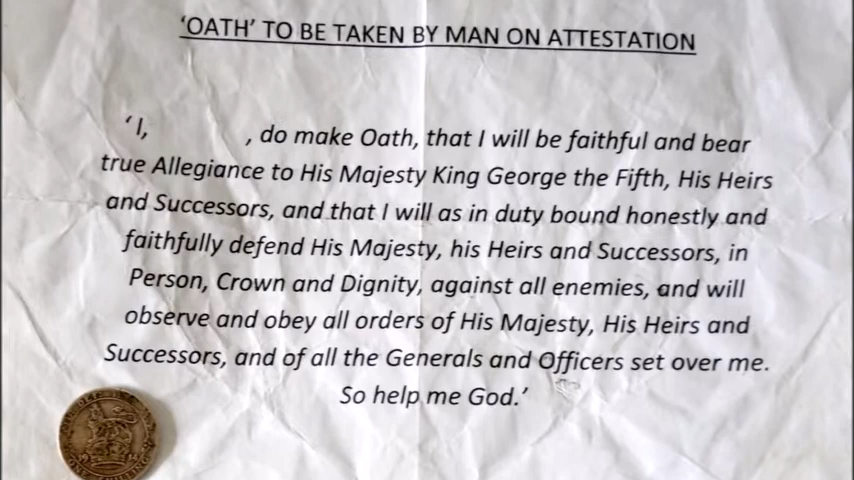 ‘OATH’ TO BE TAKEN BY MAN ON ATTESTATION
‘ I, , do make Oath, that I will be faithful and bear
true Allegiance to His Majesty King George the Fifth, His Heirs
and Successors, and that I will as in duty bound honestly and
faithfully defend His Majesty, his Heirs and Successors, in
Person, Crown and Dignity, against all enemies, and will
observe and obey all orders of His Majesty, His Heirs and
Successors, and of all the Generals and Officers set over me.
So help me God.’